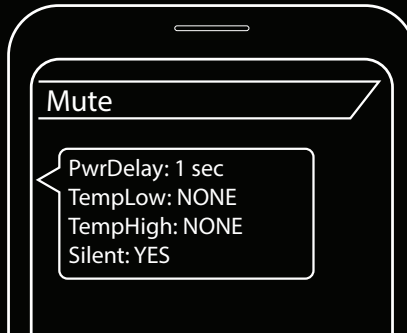 Mute
PwrDelay: 1 sec
TempLow: NONE
TempHigh: NONE
Silent: YES